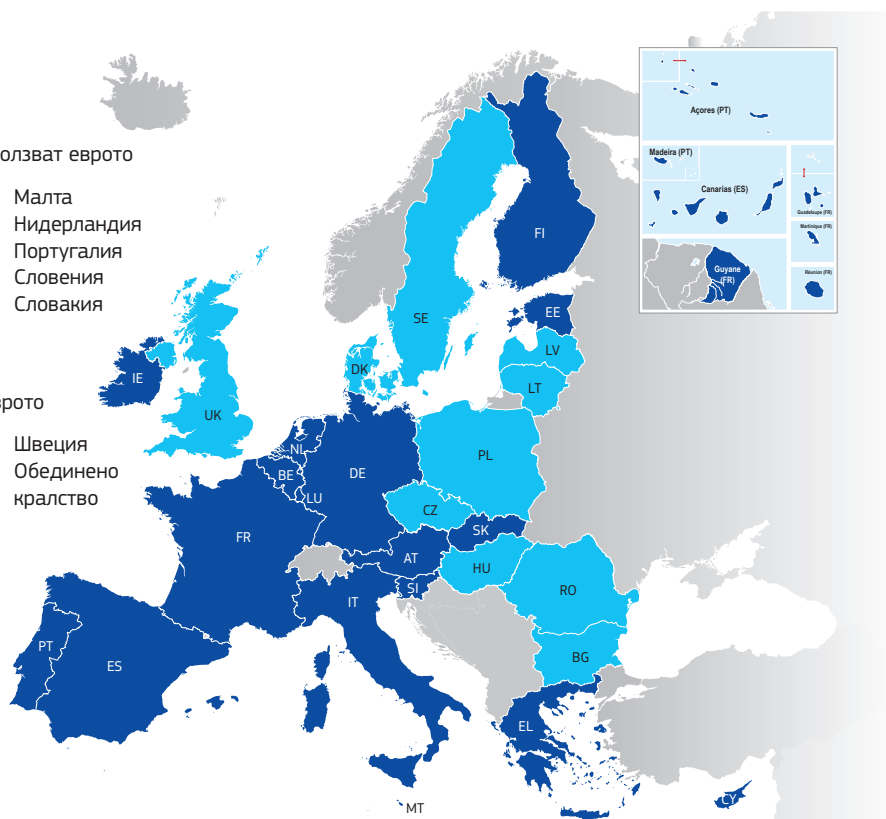 олзват еврото
Малта
Нидерландия
Португалия
Словения
Словакия
врото
Швеция
Обединено
кралство
Açores (PT)
Madeira (PT)
Canarias (ES)
Guadeloupe (FR)
Martinique (FR)
Guyane
(FR)
Réunion (FR)
FI
SE
EE
LV
LT
DK
IE
UK
NL
BE
DE
LU
PL
CZ
SK
FR
AT
HU
SI
RO
IT
BG
PT
ES
EL
MT
CY